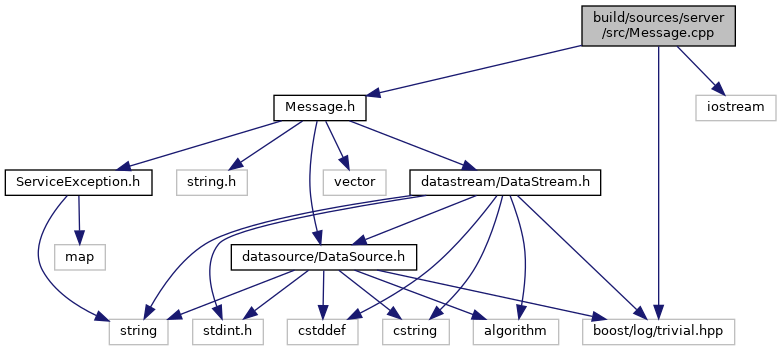 build/sources/server
/src/Message.cpp
Message.h
iostream
ServiceException.h
string.h
vector
datastream/DataStream.h
map
datasource/DataSource.h
string
stdint.h
cstddef
cstring
algorithm
boost/log/trivial.hpp